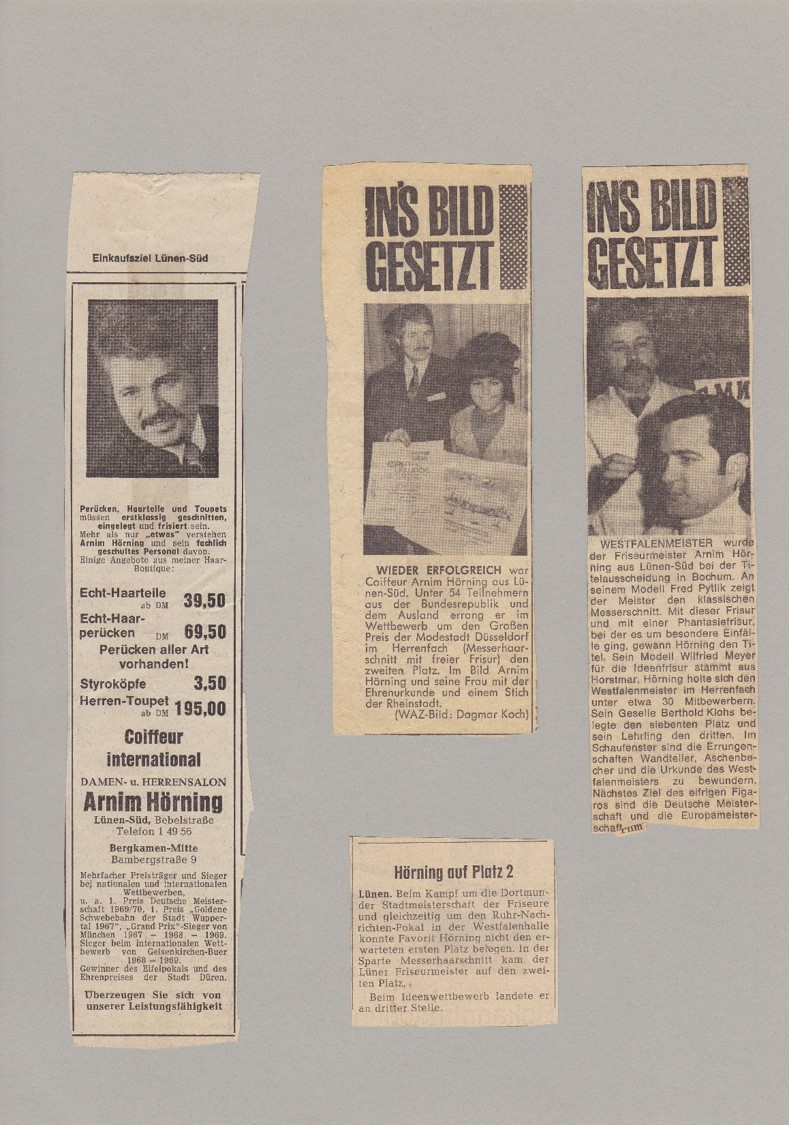 Einkaufsziel Lünen-Süd
Perücken, Haarteile und Toupets
müssen erstklassig geschnitten,
eingelegt und frisiert sein.
Mehr als nur „etwas" verstehen
Arnim Hörning und sein fachlich
geschultes Personal davon.
Einige Angebote aus meiner Haar-
Boutique:
Echt-Haarteile
ab DM 39,50
Echt-Haar-
perücken DM 69,50
Perücken aller Art
vorhanden!
Styroköpfe 3,50
Herren-Toupet
ab DM 195,00
Coiffeur
international
DAMEN- u. HERRENSALON
Arnim Hörning
Lünen-Süd, Bebelstraße
Telefon 1 49 56
Bergkamen-Mitte
Bambergstraße 9
Mehrfacher Preisträger und Sieger
bei nationalen und internationalen
Wettbewerben,
u. a. 1. Preis Deutsche Meister-
schaft 1969/70, 1. Preis „Goldene
Schwebebahn der Stadt Wupper-
tal 1967", „Grand Prix"-Sieger von
München 1967 – 1968 – 1969.
Sieger beim internationalen Wett-
bewerb von Gelsenkirchen-Buer
1968 – 1969.
Gewinner des Eifelpokals und des
Ehrenpreises der Stadt Düren.
Überzeugen Sie sich von
unserer Leistungsfähigkeit
IN'S BILD
GESETZT
WIEDER ERFOLGREICH war
Coiffeur Arnim Hörning aus Lü-
nen-Süd. Unter 54 Teilnehmern
aus der Bundesrepublik und
dem Ausland errang er im
Wettbewerb um den Großen
Preis der Modestadt Düsseldorf
im Herrenfach (Messerhaar-
schnitt mit freier Frisur) den
zweiten Platz. Im Bild Arnim
Hörning und seine Frau mit der
Ehrenurkunde und einem Stich
der Rheinstadt.
(WAZ-Bild: Dagmar Koch)
INS BILD
GESETZT
WESTFALENMEISTER wurde
der Friseurmeister Arnim Hör-
ning aus Lünen-Süd bei der Ti-
telausscheidung in Bochum. An
seinem Modell Fred Pytlik zeigt
der Meister den klassischen
Messerschnitt. Mit dieser Frisur
und mit einer Phantasiefrisur,
bei der es um besondere Einfäl-
le ging, gewann Hörning den Ti-
tel. Sein Modell Wilfried Meyer
für die Ideenfrisur stammt aus
Horstmar. Hörning holte sich den
Westfalenmeister im Herrenfach
unter etwa 30 Mitbewerbern.
Sein Geselle Berthold Klohs be-
legte den siebenten Platz und
sein Lehrling den dritten. Im
Schaufenster sind die Errungen-
schaften Wandteller, Aschenbe-
cher und die Urkunde des West-
falenmeisters zu bewundern.
Nächstes Ziel des eifrigen Figa-
ros sind die Deutsche Meister-
schaft und die Europameister-
schaft.
Hörning auf Platz 2
Lünen. Beim Kampf um die Dortmun-
der Stadtmeisterschaft der Friseure
und gleichzeitig um den Ruhr-Nach-
richten-Pokal in der Westfalenhalle
konnte Favorit Hörning nicht den er-
warteten ersten Platz belegen. In der
Sparte Messerhaarschnitt kam der
Lüner Friseurmeister auf den zwei-
ten Platz.
Beim Ideenwettbewerb landete er
an dritter Stelle.